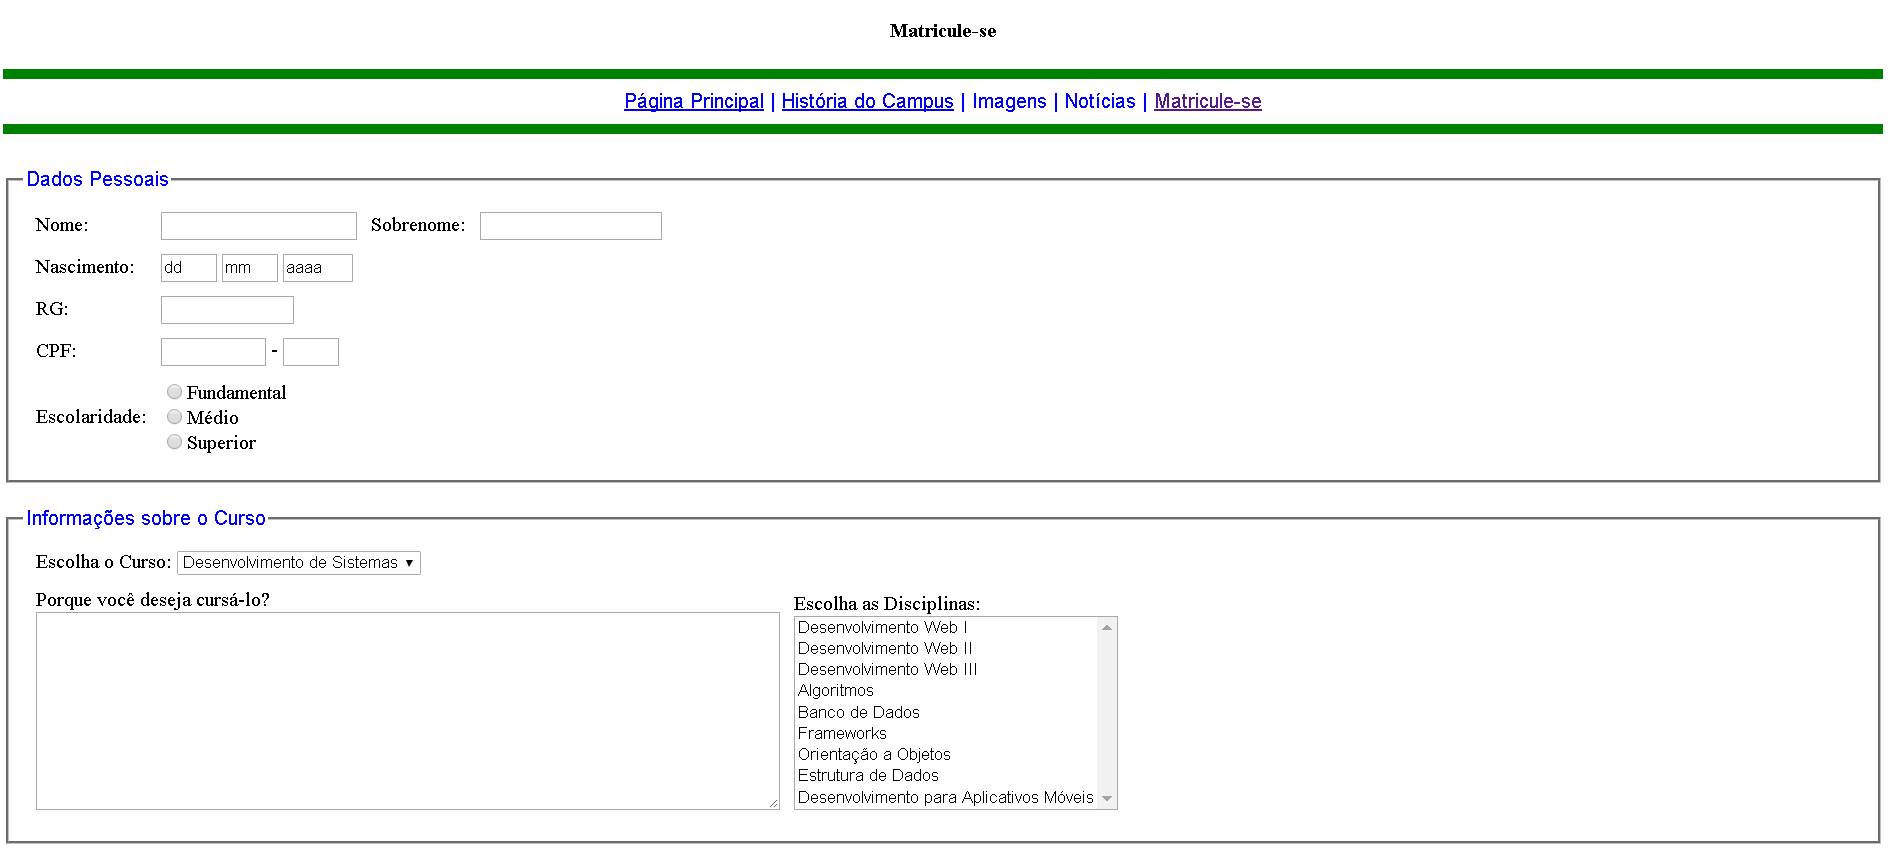 Matricule-se
Página Principal | História do Campus | Imagens | Notícias | Matricule-se
Dados Pessoais
Nome: Sobrenome:
Nascimento: dd mm aaaa
RG:
CPF: -
Fundamental
Escolaridade: Médio
Superior
Informações sobre o Curso
Escolha o Curso: Desenvolvimento de Sistemas
Porque você deseja cursá-lo?
Escolha as Disciplinas:
Desenvolvimento Web I
Desenvolvimento Web II
Desenvolvimento Web III
Algoritmos
Banco de Dados
Frameworks
Orientação a Objetos
Estrutura de Dados
Desenvolvimento para Aplicativos Móveis